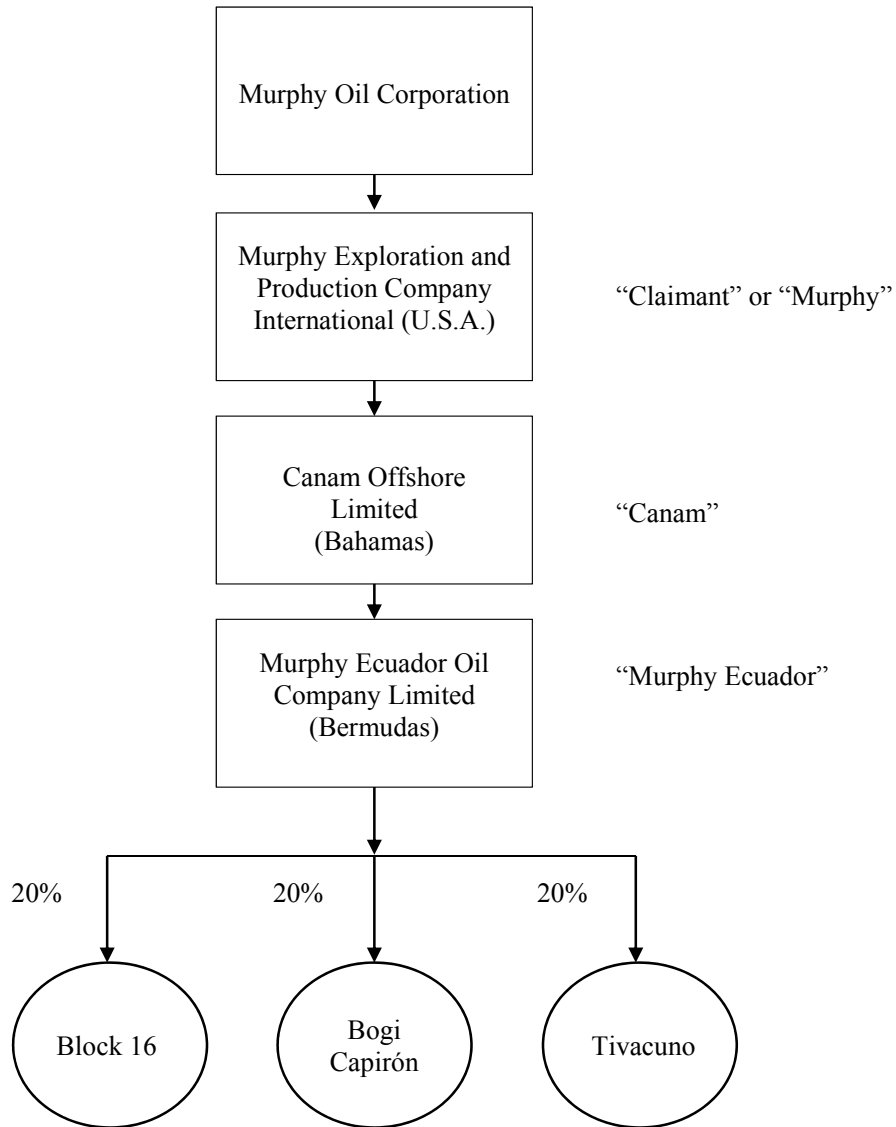 Murphy Oil Corporation
Murphy Exploration and
Production Company
International (U.S.A.)
“Claimant” or “Murphy”
Canam Offshore
Limited
(Bahamas)
“Canam”
Murphy Ecuador Oil
Company Limited
(Bermudas)
“Murphy Ecuador”
20%
20%
20%
Block 16
Bogi
Capirón
Tivacuno